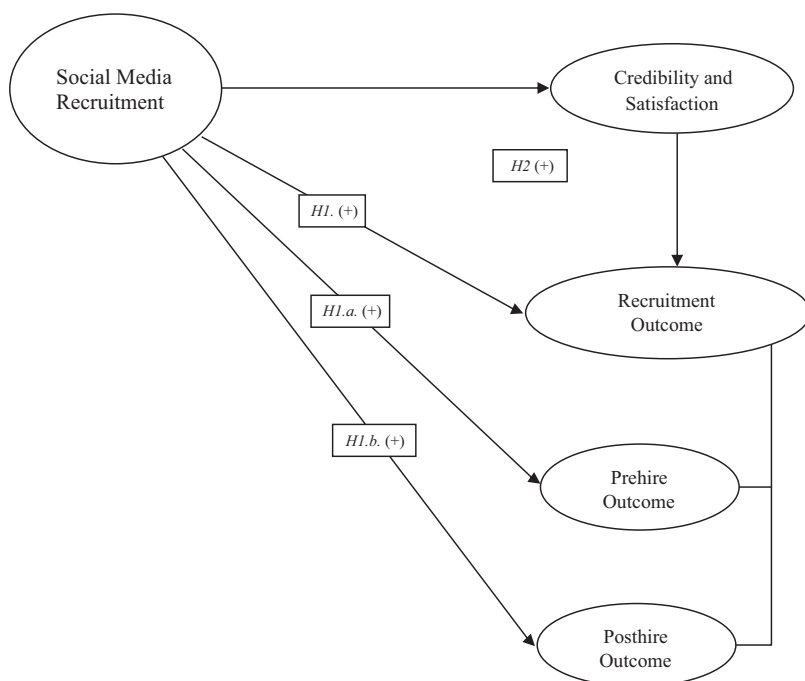 Social Media
Recruitment
Credibility and
Satisfaction
H2 (+)
H1. (+)
Recruitment
Outcome
H1.a. (+)
H1.b. (+)
Prehire
Outcome
Posthire
Outcome